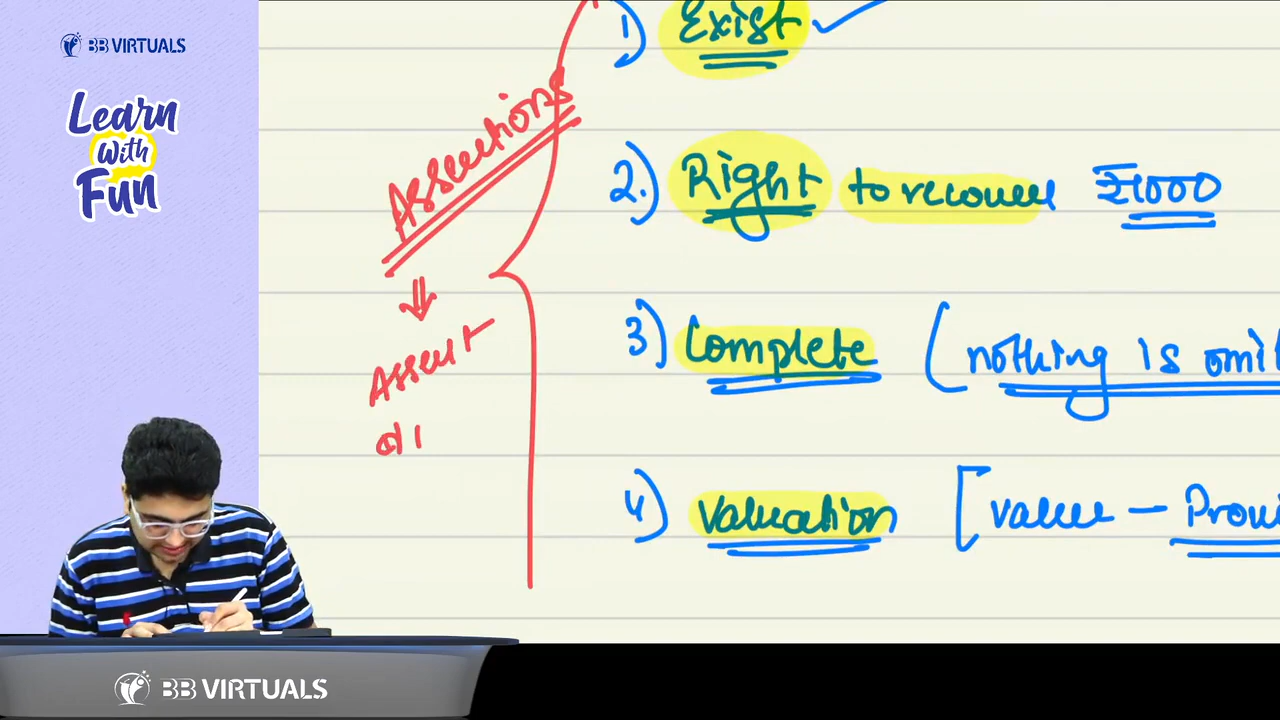 BB VIRTUALS
Learn
with
Fun
1) Exist
Assertions
2.) Right to recover ₹1000
3) Complete (nothing is omit
Assert
4) Valuation [value – Provi
BB VIRTUALS